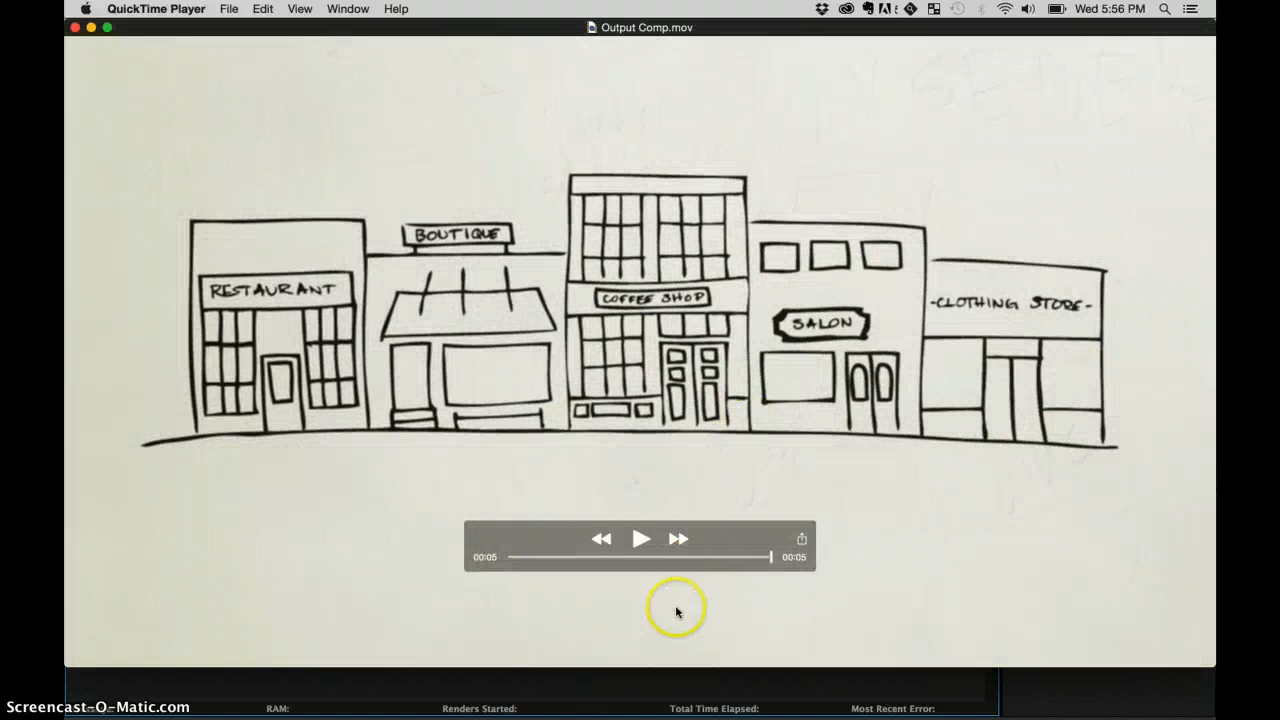 QuickTime Player File Edit View Window Help Wed 5:56 PM
Output Comp.mov
BOUTIQUE
RESTAURANT
COFFEE SHOP
SALON
-CLOTHING STORE-
00:05 00:05
Screencast-O-Matic.com
RAM: Renders Started: Total Time Elapsed: Most Recent Error: